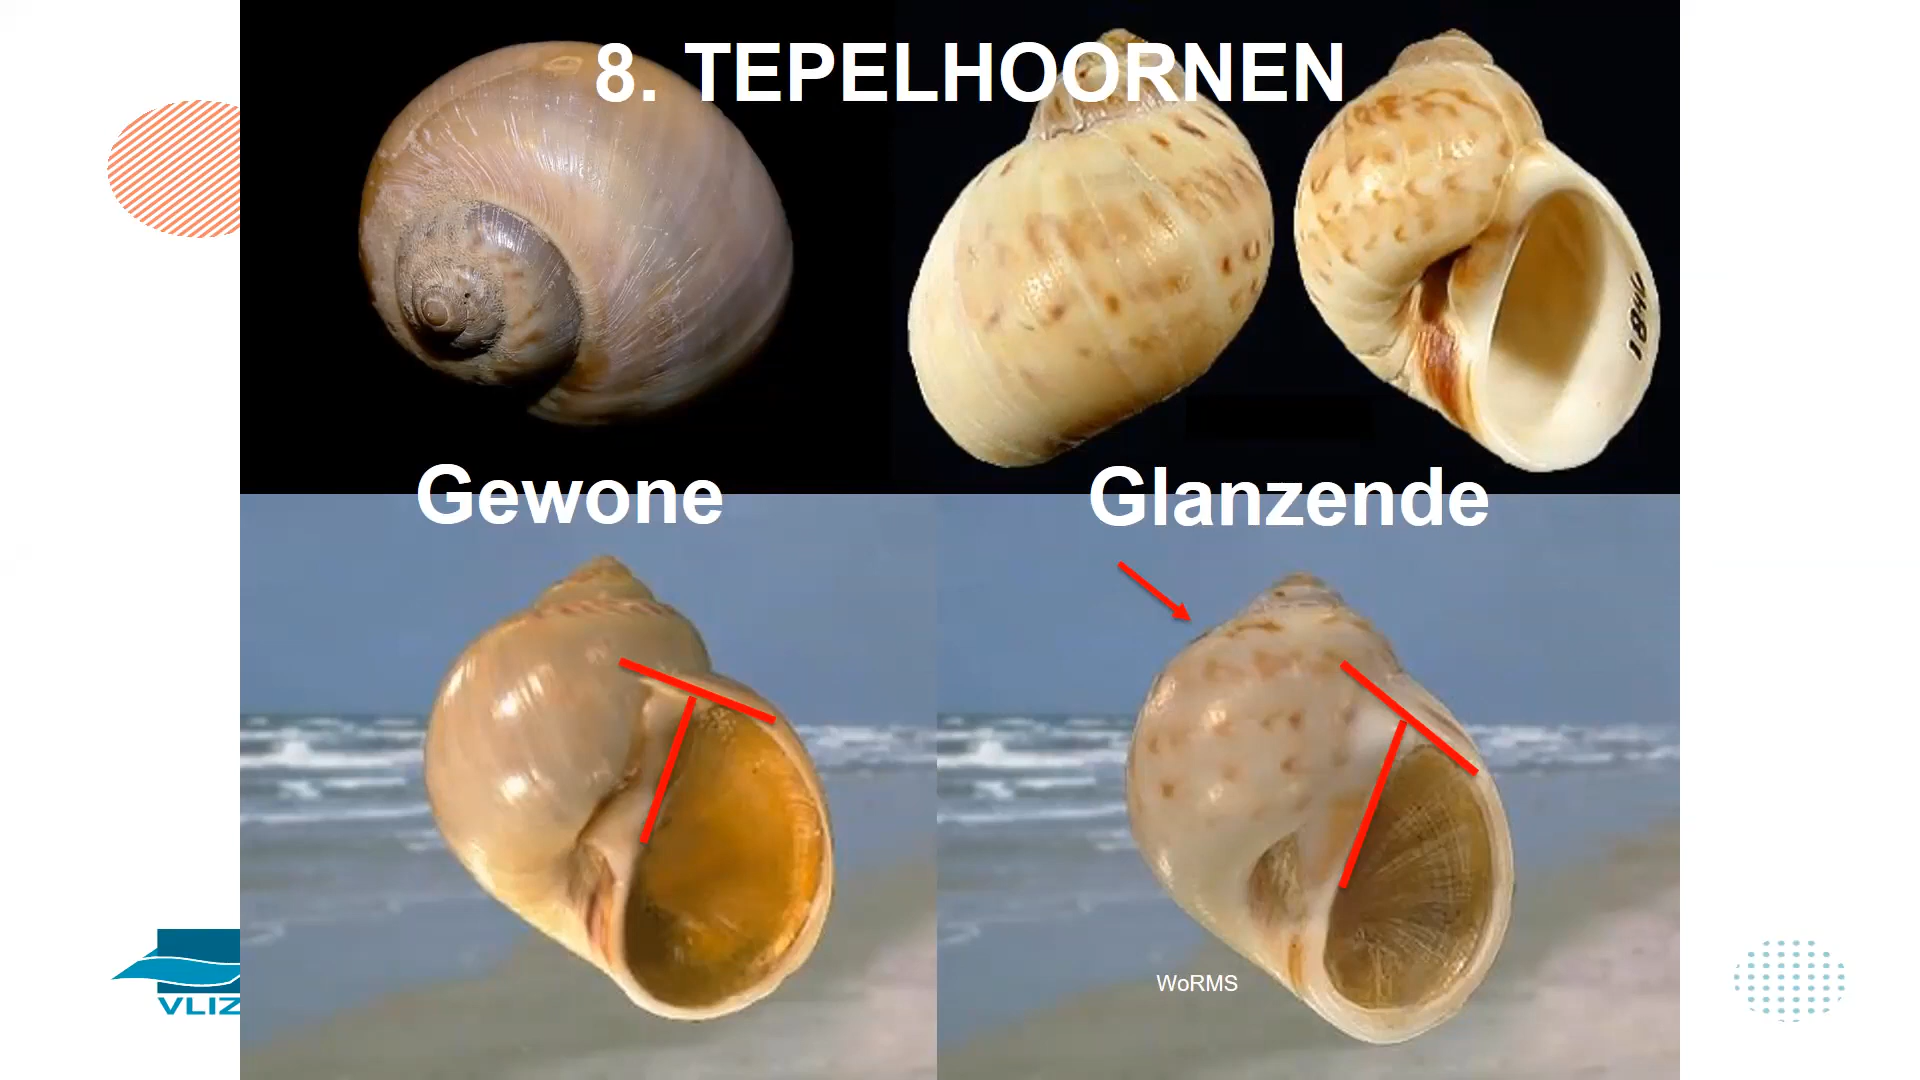 8. TEPELHOORNEN
1840
Gewone
Glanzende
WoRMS
VLIZ